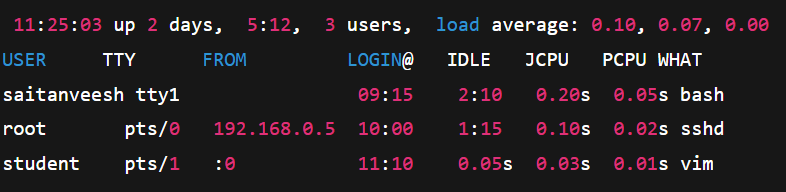 11:25:03 up 2 days,  5:12,  3 users,  load average: 0.10, 0.07, 0.00
USER     TTY      FROM         LOGIN@   IDLE   JCPU   PCPU WHAT
saitanveesh tty1               09:15    2:10   0.20s  0.05s bash
root     pts/0   192.168.0.5  10:00    1:15   0.10s  0.02s sshd
student    pts/1   :0          11:10    0.05s  0.03s  0.01s vim